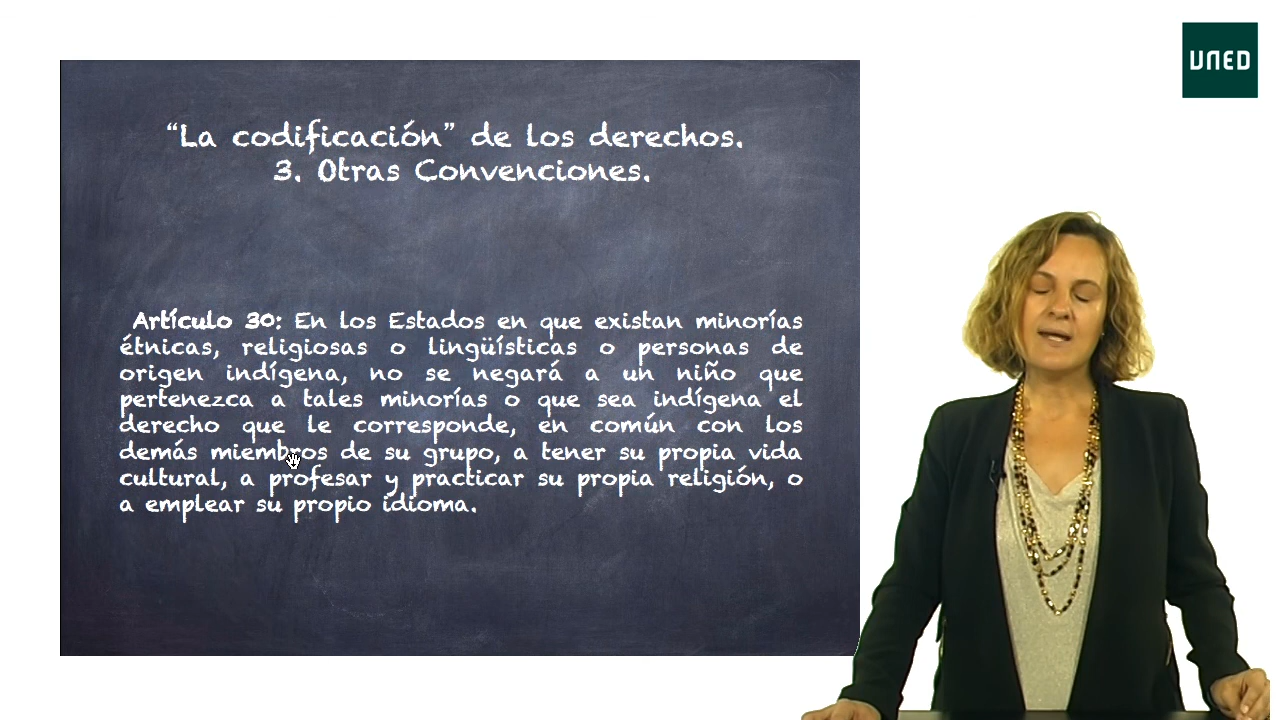 UNED
“La codificación” de los derechos.
3. Otras Convenciones.
Artículo 30: En los Estados en que existan minorías
étnicas, religiosas o lingüísticas o personas de
origen indígena, no se negará a un niño que
pertenezca a tales minorías o que sea indígena el
derecho que le corresponde, en común con los
demás miembros de su grupo, a tener su propia vida
cultural, a profesar y practicar su propia religión, o
a emplear su propio idioma.